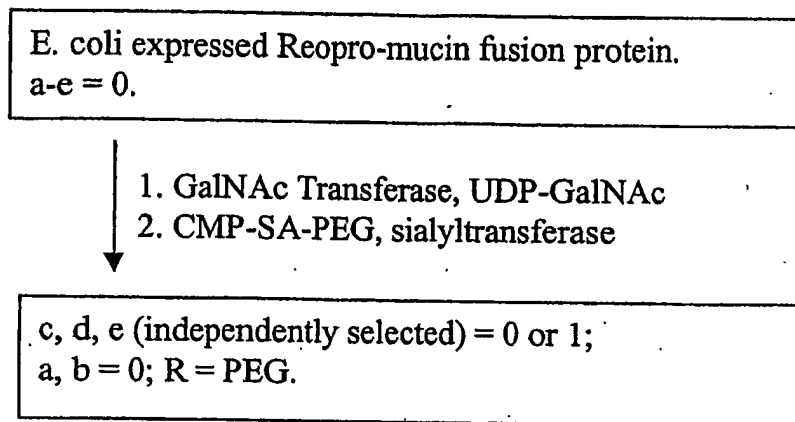 E. coli expressed Reopro-mucin fusion protein.
a-e = 0.
1. GalNAc Transferase, UDP-GalNAc
2. CMP-SA-PEG, sialyltransferase
c, d, e (independently selected) = 0 or 1;
a, b = 0; R = PEG.